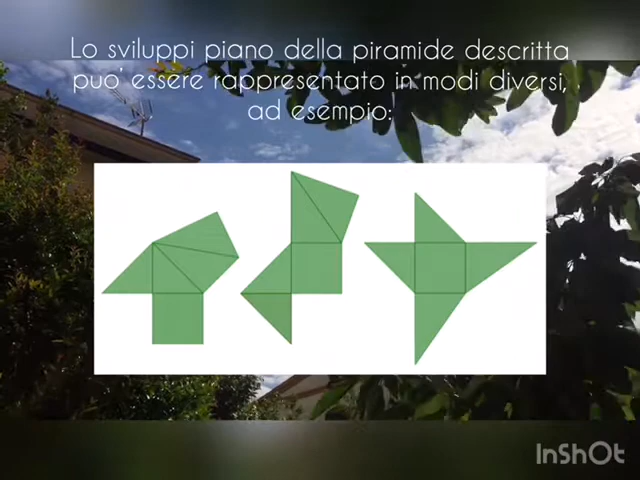 Lo sviluppi piano della piramide descritta
puo' essere rappresentato in modi diversi,
ad esempio:
InShOt